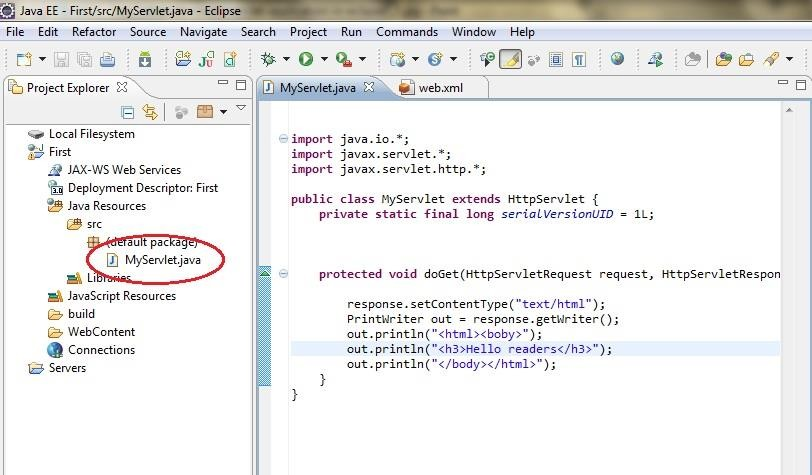 Java EE - First/src/MyServlet.java - Eclipse
File Edit Refactor Source Navigate Search Project Run Commands Window Help
Project Explorer
MyServlet.java
web.xml
Local Filesystem
First
JAX-WS Web Services
3.0 Deployment Descriptor: First
Java Resources
src
(default package)
MyServlet.java
Libraries
JavaScript Resources
build
WebContent
Connections
Servers
import java.io.*;
import javax.servlet.*;
import javax.servlet.http.*;
public class MyServlet extends HttpServlet {
private static final long serialVersionUID = 1L;
protected void doGet(HttpServletRequest request, HttpServletRespon
response.setContentType("text/html");
PrintWriter out = response.getWriter();
out.println("<html><boby>");
out.println("<h3>Hello readers</h3>");
out.println("</body></html>");
}
}